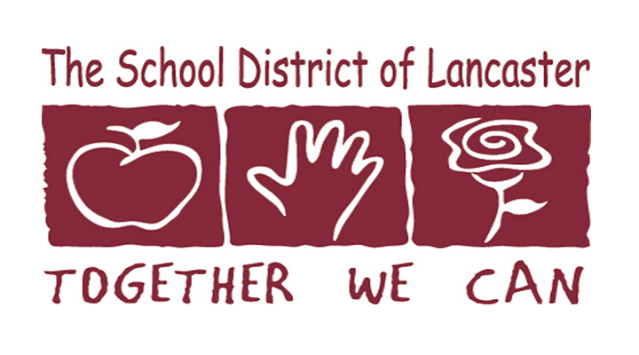 The School District of Lancaster
TOGETHER WE CAN